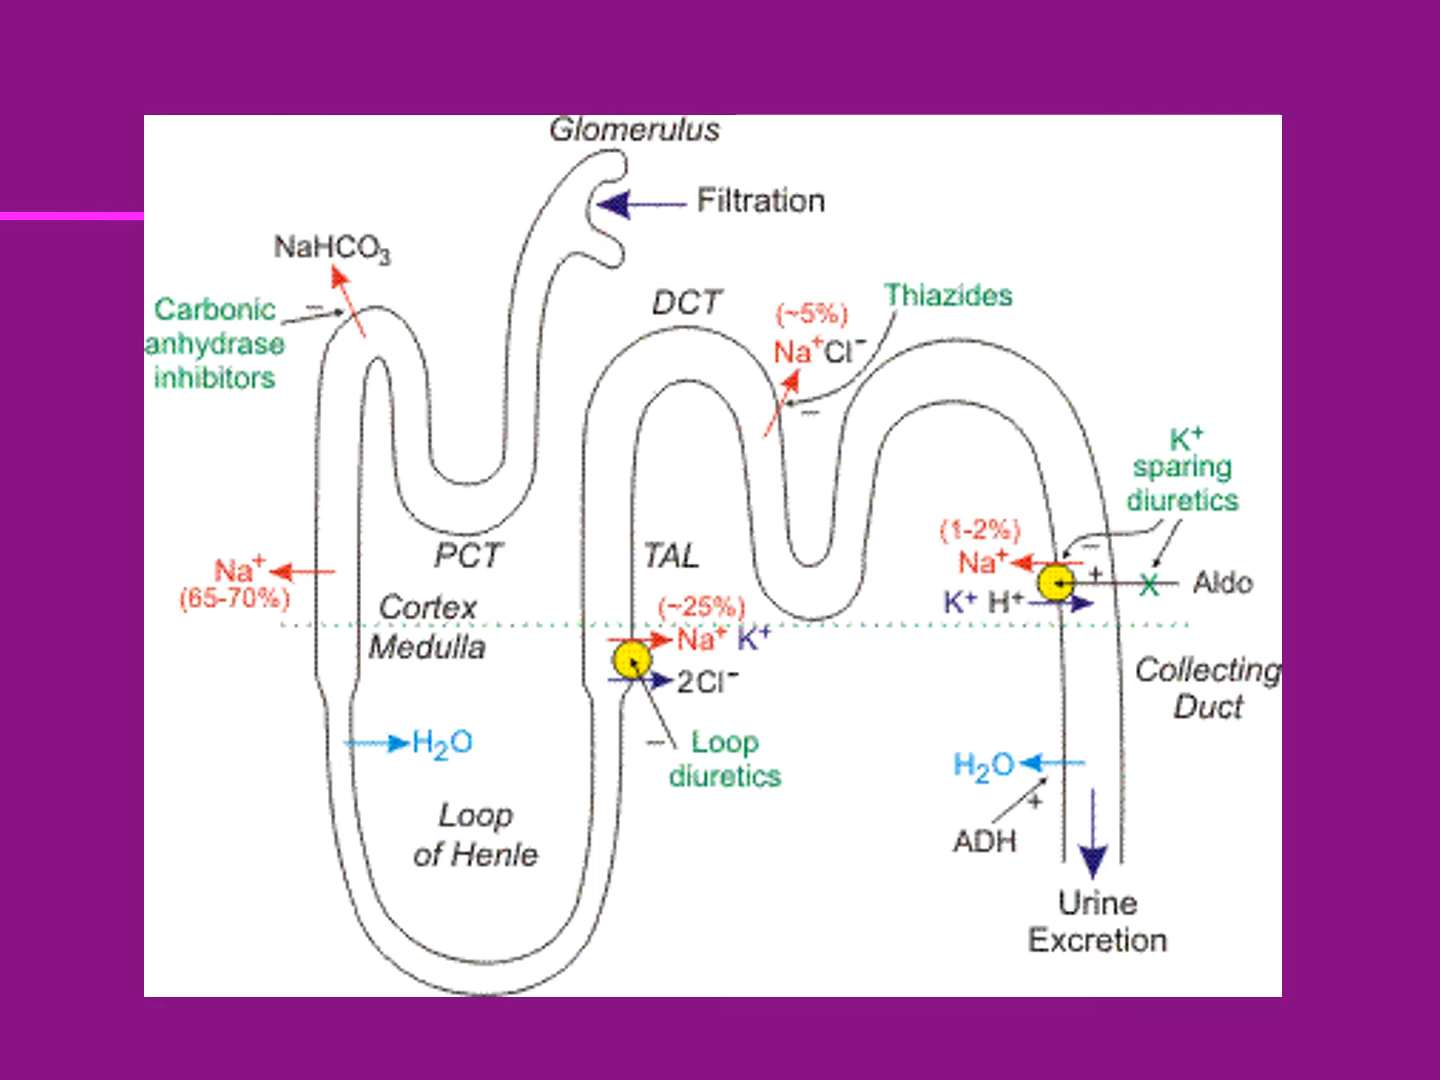 Glomerulus
Filtration
NaHCO₃
Carbonic
anhydrase
inhibitors
–
DCT
Thiazides
(~5%)
Na⁺Cl⁻
–
K⁺
sparing
diuretics
PCT
TAL
(1-2%)
Na⁺
–
+
X
Aldo
K⁺ H⁺
Na⁺
(65-70%)
Cortex
Medulla
(~25%)
Na⁺ K⁺
2Cl⁻
Collecting
Duct
H₂O
–
Loop
diuretics
H₂O
+
ADH
Loop
of Henle
Urine
Excretion